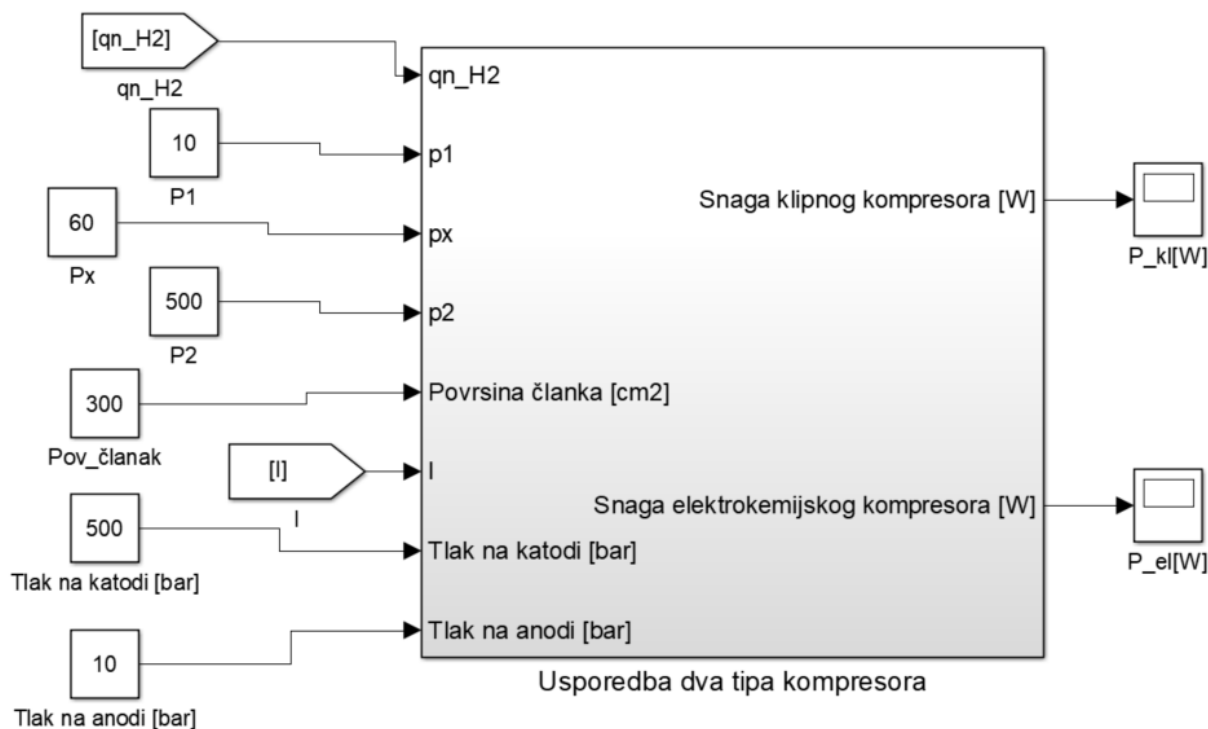 [qn_H2]
qn_H2
qn_H2
10
P1
p1
60
Px
px
500
P2
p2
Snaga klipnog kompresora [W]
P_kl[W]
300
Pov_članak
Povrsina članka [cm2]
[I]
I
I
500
Tlak na katodi [bar]
Tlak na katodi [bar]
Snaga elektrokemijskog kompresora [W]
P_el[W]
10
Tlak na anodi [bar]
Tlak na anodi [bar]
Usporedba dva tipa kompresora